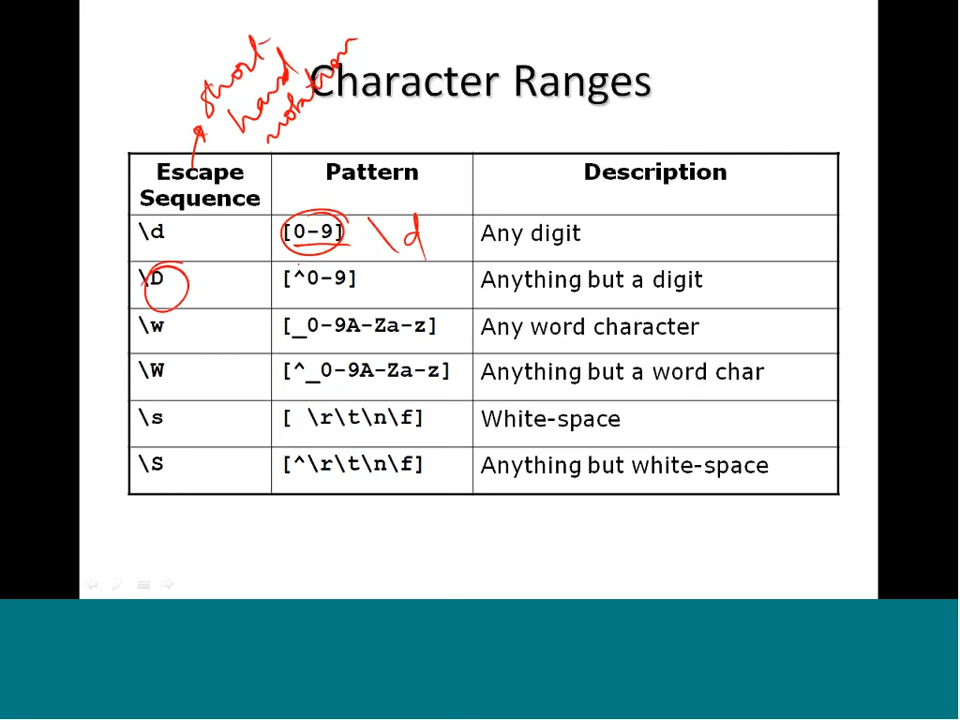 short
hand
notation
Character Ranges
Escape Sequence Pattern Description
\d [0-9] \d Any digit
\D [^0-9] Anything but a digit
\w [_0-9A-Za-z] Any word character
\W [^_0-9A-Za-z] Anything but a word char
\s [ \r\t\n\f] White-space
\S [^\r\t\n\f] Anything but white-space